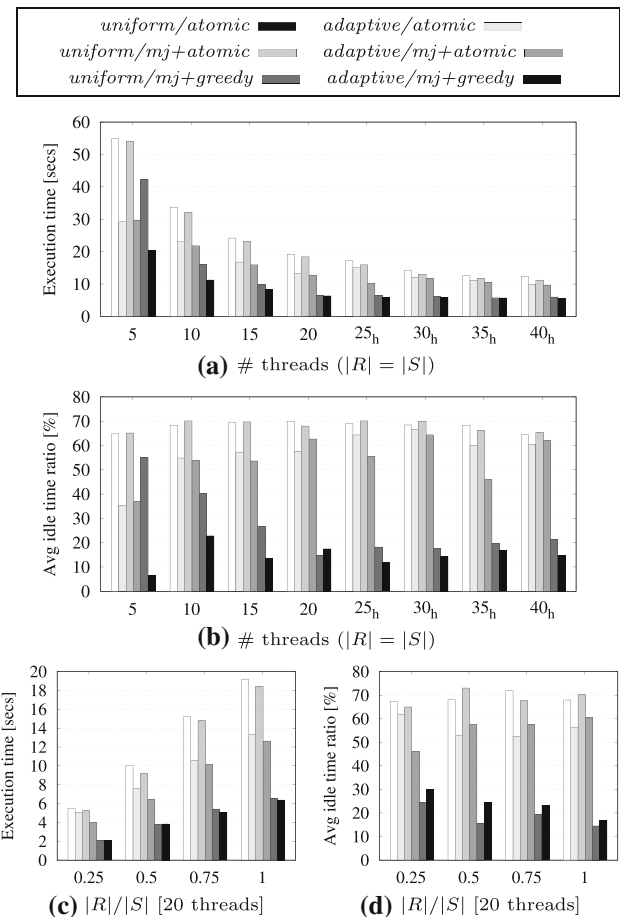 uniform/atomic adaptive/atomic
uniform/mj+atomic adaptive/mj+atomic
uniform/mj+greedy adaptive/mj+greedy
Execution time [secs]
60
50
40
30
20
10
0
5 10 15 20 25h 30h 35h 40h
(a) # threads (|R| = |S|)
Avg idle time ratio [%]
80
70
60
50
40
30
20
10
0
5 10 15 20 25h 30h 35h 40h
(b) # threads (|R| = |S|)
Execution time [secs]
20
18
16
14
12
10
8
6
4
2
0
0.25 0.5 0.75 1
(c) |R|/|S| [20 threads]
Avg idle time ratio [%]
80
70
60
50
40
30
20
10
0
0.25 0.5 0.75 1
(d) |R|/|S| [20 threads]